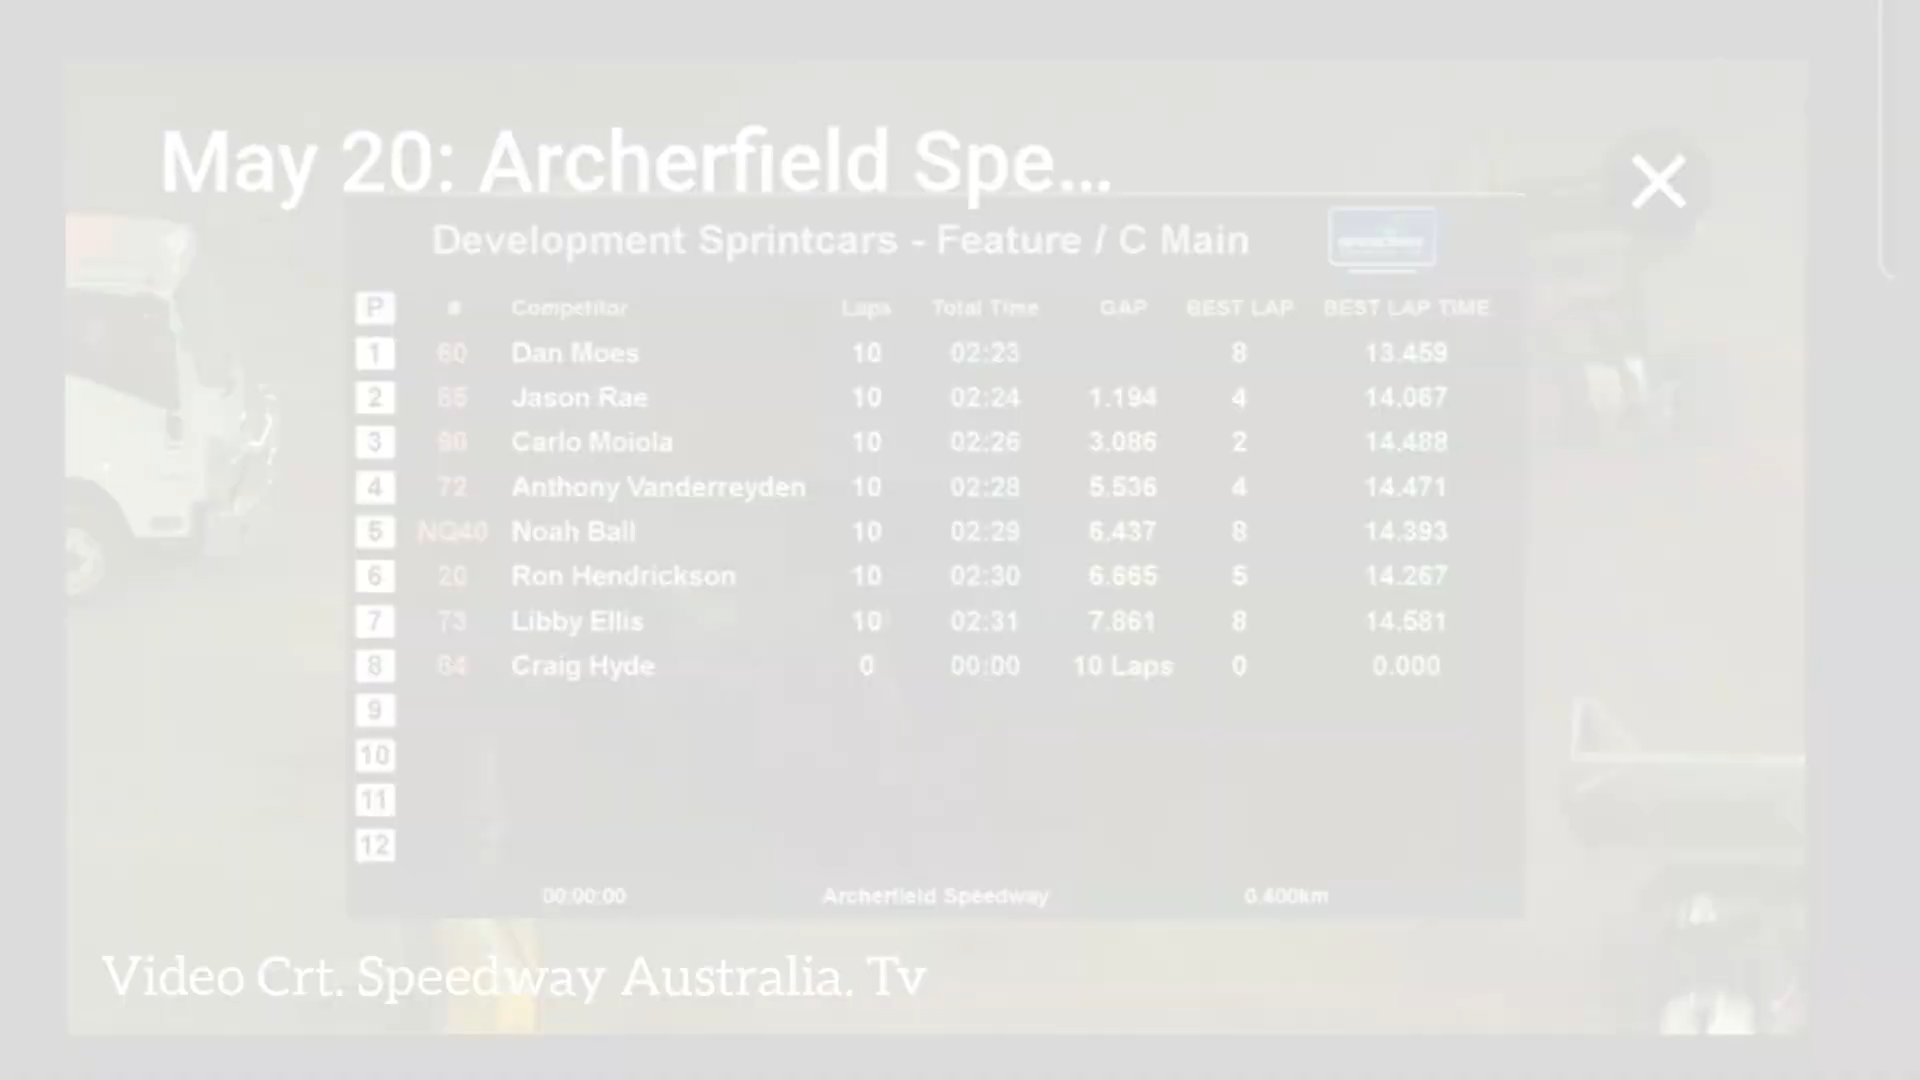 May 20: Archerfield Spe...
Development Sprintcars - Feature / C Main
P # Competitor Laps Total Time GAP BEST LAP BEST LAP TIME
1 60 Dan Moes 10 02:23 8 13.459
2 Jason Rae 10 02:24 1.194 4 14.067
3 Carlo Moiola 10 02:26 3.086 2 14.488
4 72 Anthony Vanderreyden 10 02:28 5.536 4 14.471
5 NQ40 Noah Ball 10 02:29 6.437 8 14.393
6 20 Ron Hendrickson 10 02:30 6.665 5 14.267
7 73 Libby Ellis 10 02:31 7.861 8 14.581
8 Craig Hyde 0 00:00 10 Laps 0 0.000
9
10
11
12
00:00:00 Archerfield Speedway 0.400km
Video Crt. Speedway Australia. Tv